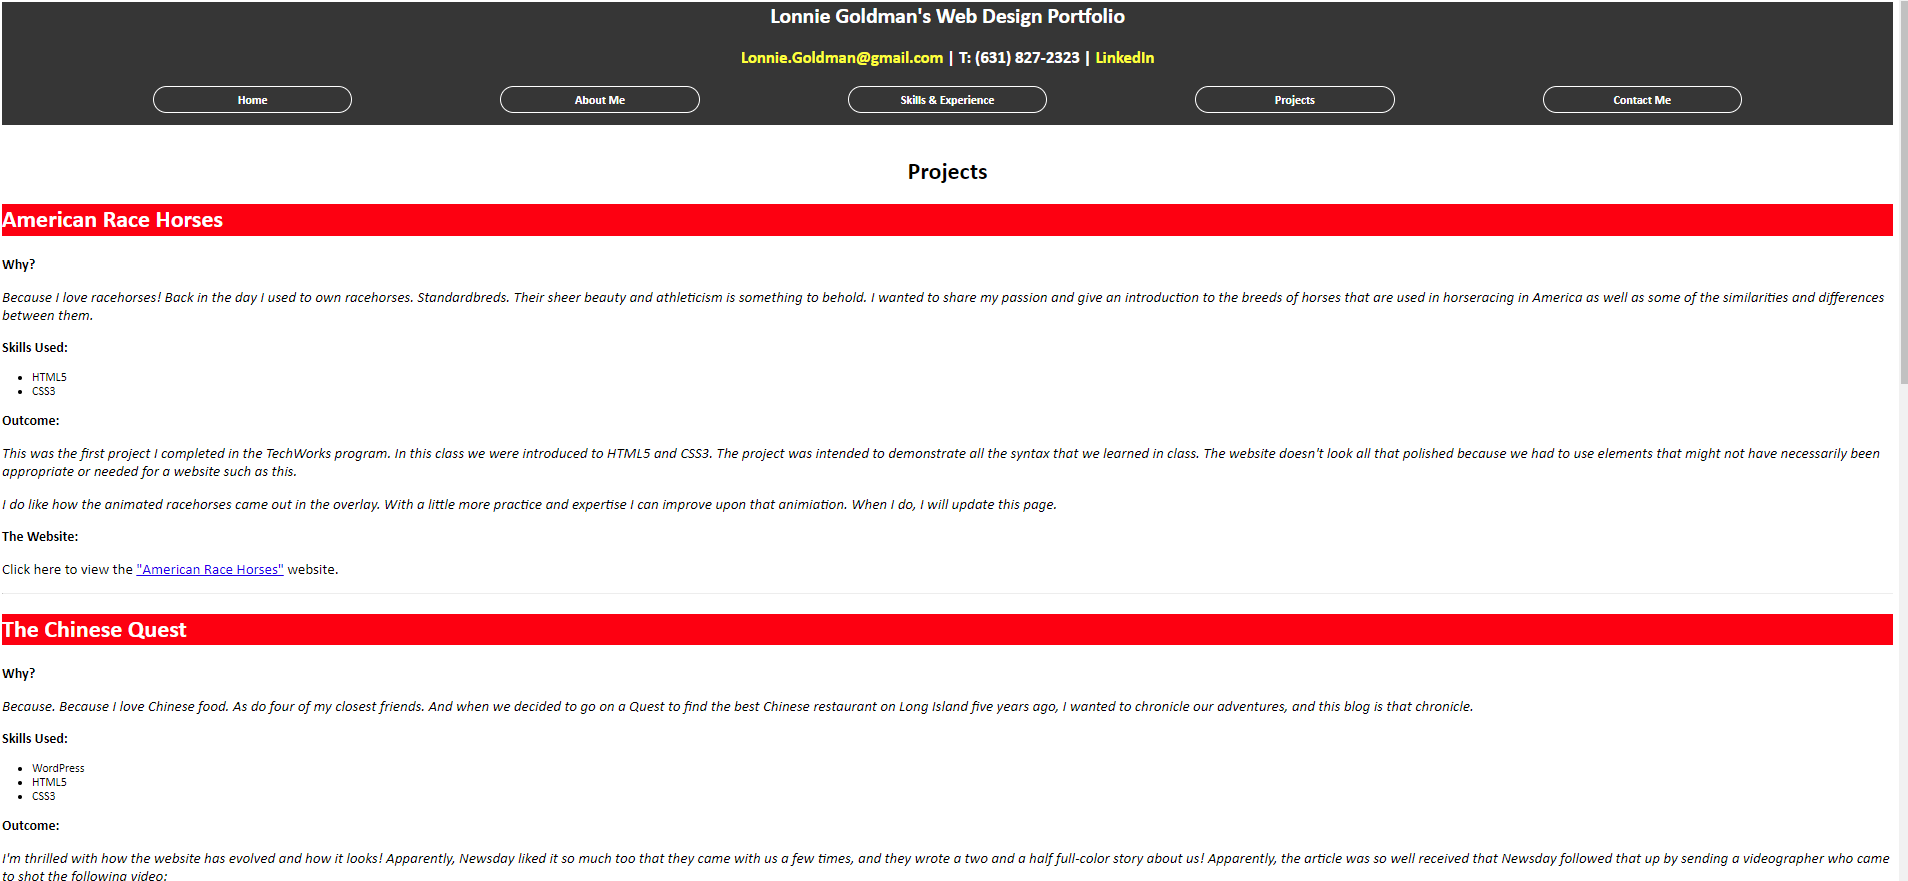 Lonnie Goldman's Web Design Portfolio
Lonnie.Goldman@gmail.com | T: (631) 827-2323 | LinkedIn
Home About Me Skills & Experience Projects Contact Me
Projects
American Race Horses
Why?
Because I love racehorses! Back in the day I used to own racehorses. Standardbreds. Their sheer beauty and athleticism is something to behold. I wanted to share my passion and give an introduction to the breeds of horses that are used in horseracing in America as well as some of the similarities and differences
between them.
Skills Used:
• HTML5
• CSS3
Outcome:
This was the first project I completed in the TechWorks program. In this class we were introduced to HTML5 and CSS3. The project was intended to demonstrate all the syntax that we learned in class. The website doesn't look all that polished because we had to use elements that might not have necessarily been
appropriate or needed for a website such as this.
I do like how the animated racehorses came out in the overlay. With a little more practice and expertise I can improve upon that animiation. When I do, I will update this page.
The Website:
Click here to view the "American Race Horses" website.
The Chinese Quest
Why?
Because. Because I love Chinese food. As do four of my closest friends. And when we decided to go on a Quest to find the best Chinese restaurant on Long Island five years ago, I wanted to chronicle our adventures, and this blog is that chronicle.
Skills Used:
• WordPress
• HTML5
• CSS3
Outcome:
I'm thrilled with how the website has evolved and how it looks! Apparently, Newsday liked it so much too that they came with us a few times, and they wrote a two and a half full-color story about us! Apparently, the article was so well received that Newsday followed that up by sending a videographer who came
to shot the following video: